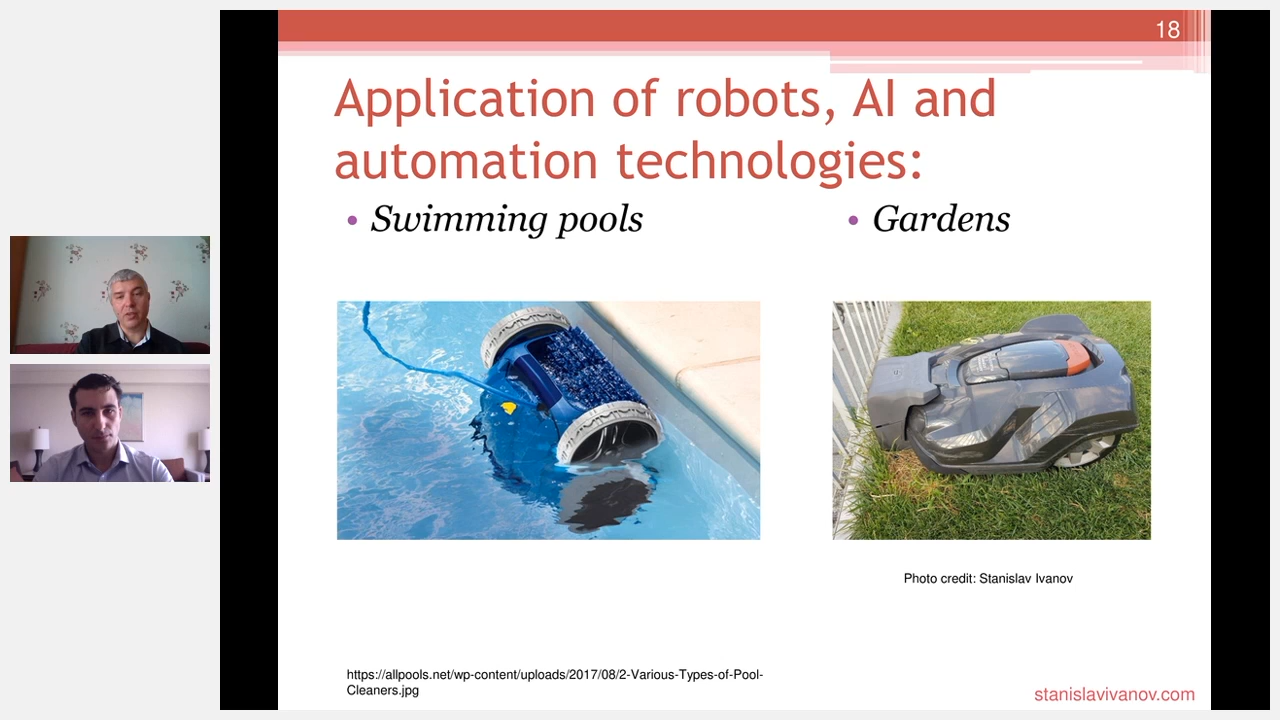 18
Application of robots, AI and
automation technologies:
• Swimming pools
• Gardens
Photo credit: Stanislav Ivanov
https://allpools.net/wp-content/uploads/2017/08/2-Various-Types-of-Pool-
Cleaners.jpg
stanislavivanov.com